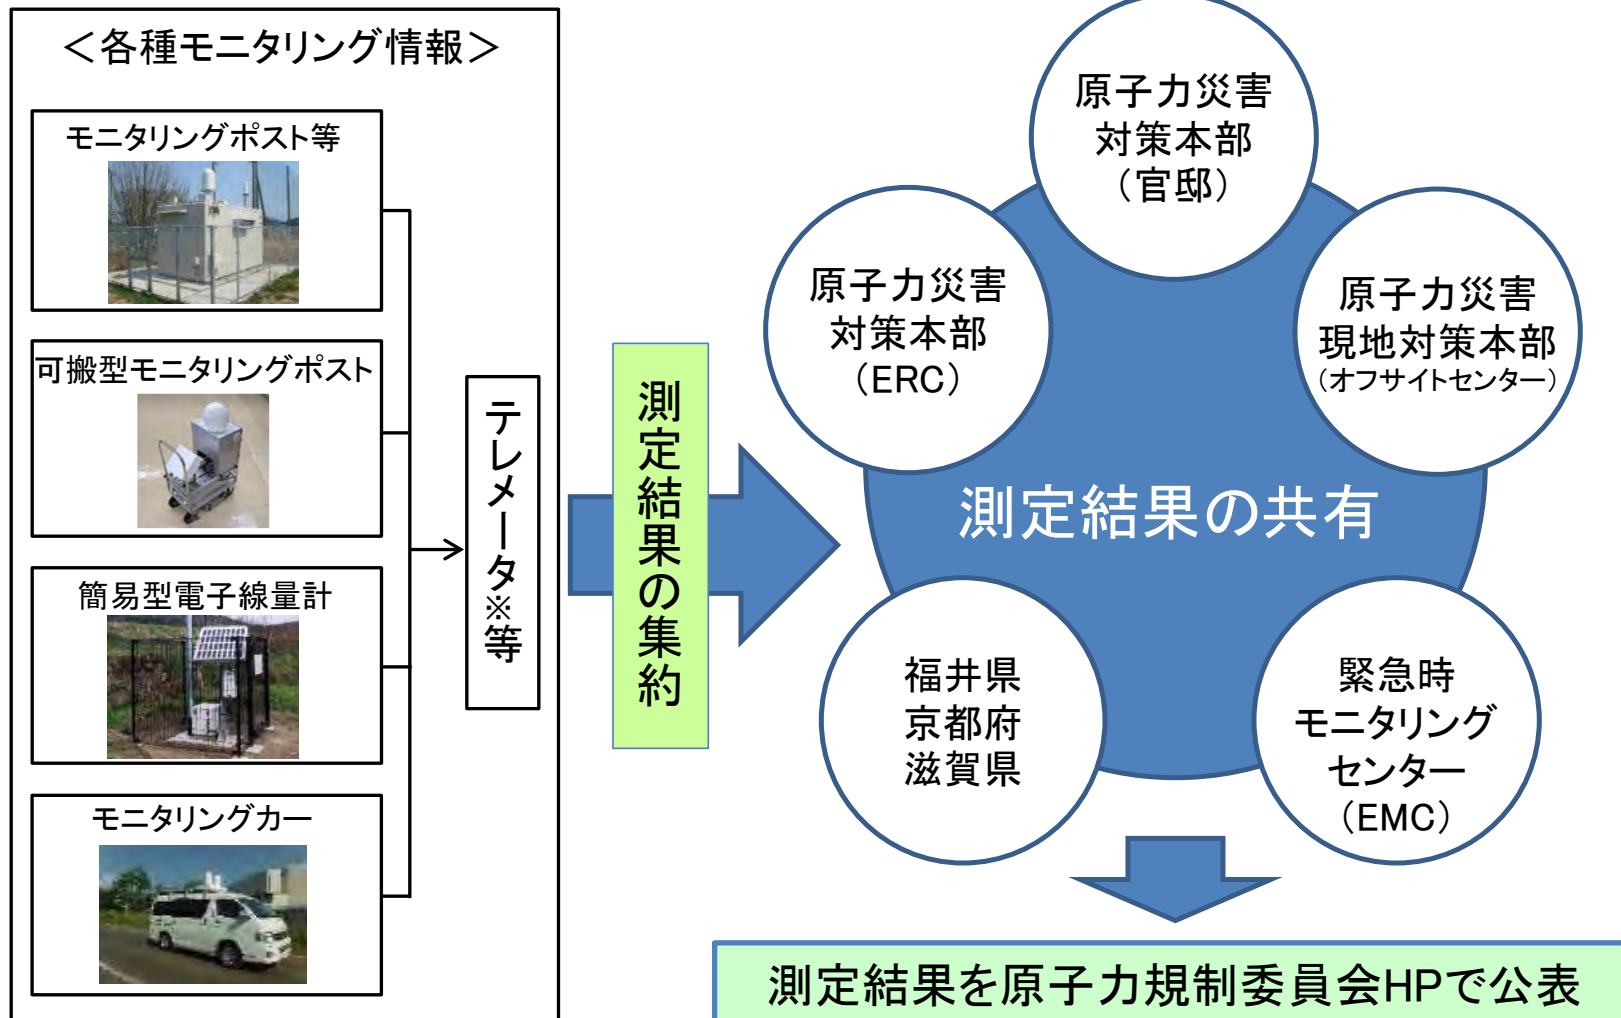 ＜各種モニタリング情報＞
モニタリングポスト等
可搬型モニタリングポスト
簡易型電子線量計
モニタリングカー
テレメータ※等
測定結果の集約
原子力災害
対策本部
（官邸）
原子力災害
対策本部
（ERC）
原子力災害
現地対策本部
（オフサイトセンター）
測定結果の共有
福井県
京都府
滋賀県
緊急時
モニタリング
センター
（EMC）
測定結果を原子力規制委員会HPで公表